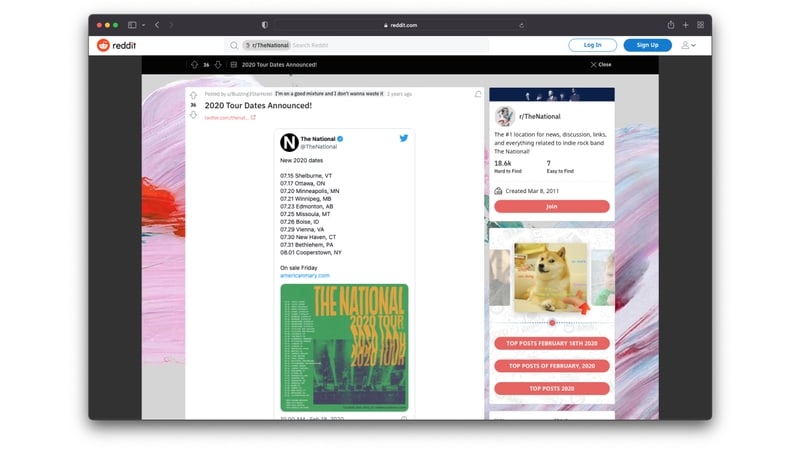 reddit.com
reddit
r/TheNational Search Reddit
Log In
Sign Up
36
2020 Tour Dates Announced!
Close
36
I'm on a good mixture and I don't wanna waste it
2 years ago
2020 Tour Dates Announced!
twitter.com/thenat...
The National
@TheNational
New 2020 dates
07.15 Shelburne, VT
07.17 Ottawa, ON
07.20 Minneapolis, MN
07.21 Winnipeg, MB
07.23 Edmonton, AB
07.25 Missoula, MT
07.26 Boise, ID
07.29 Vienna, VA
07.30 New Haven, CT
07.31 Bethlehem, PA
08.01 Cooperstown, NY
On sale Friday
americanmary.com
THE NATIONAL
2020 TOUR
r/TheNational
The #1 location for news, discussion, links,
and everything related to indie rock band
The National!
18.6k
7
Hard to Find
Easy to Find
Created Mar 8, 2011
Join
TOP POSTS FEBRUARY 18TH 2020
TOP POSTS OF FEBRUARY, 2020
TOP POSTS 2020